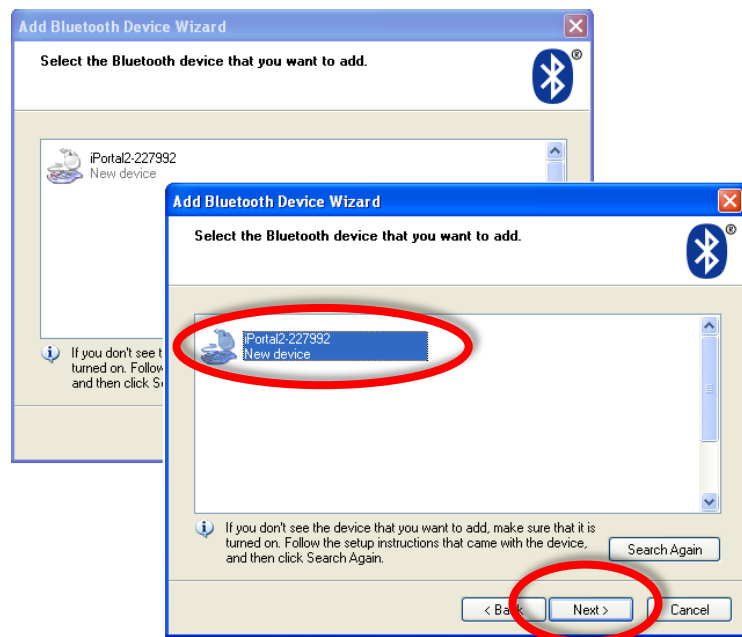 Add Bluetooth Device Wizard
Select the Bluetooth device that you want to add.
®
iPortal2-227992
New device
If you don't see t
turned on. Follow
and then click S
Add Bluetooth Device Wizard
Select the Bluetooth device that you want to add.
®
iPortal2-227992
New device
If you don't see the device that you want to add, make sure that it is
turned on. Follow the setup instructions that came with the device,
and then click Search Again.
Search Again
< Back
Next >
Cancel